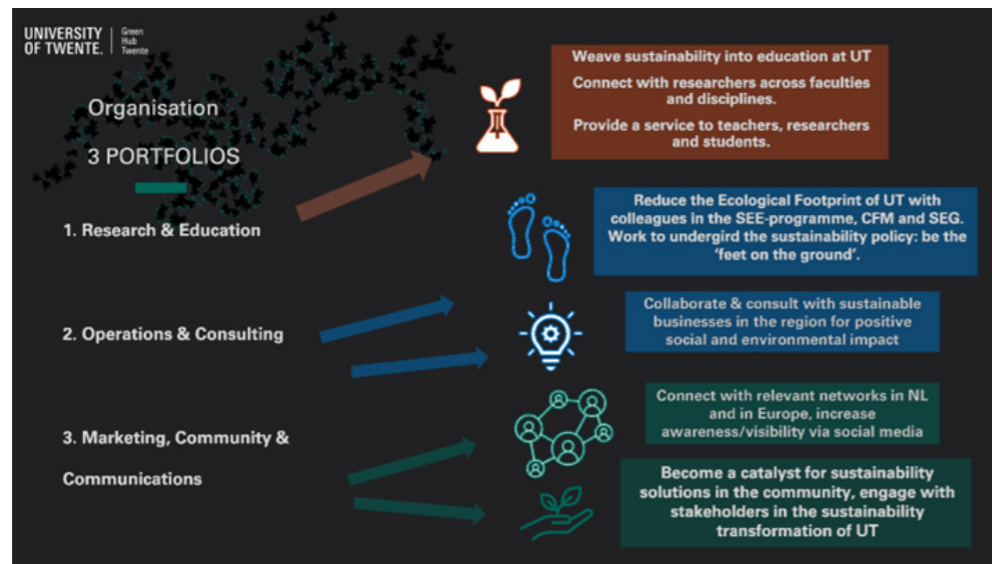 UNIVERSITY
OF TWENTE.
Green
Hub
Twente
Organisation
3 PORTFOLIOS
1. Research & Education
2. Operations & Consulting
3. Marketing, Community &
Communications
Weave sustainability into education at UT
Connect with researchers across faculties
and disciplines.
Provide a service to teachers, researchers
and students.
Reduce the Ecological Footprint of UT with
colleagues in the SEE-programme, CFM and SEG.
Work to undergird the sustainability policy: be the
‘feet on the ground’.
Collaborate & consult with sustainable
businesses in the region for positive
social and environmental impact
Connect with relevant networks in NL
and in Europe, increase
awareness/visibility via social media
Become a catalyst for sustainability
solutions in the community, engage with
stakeholders in the sustainability
transformation of UT